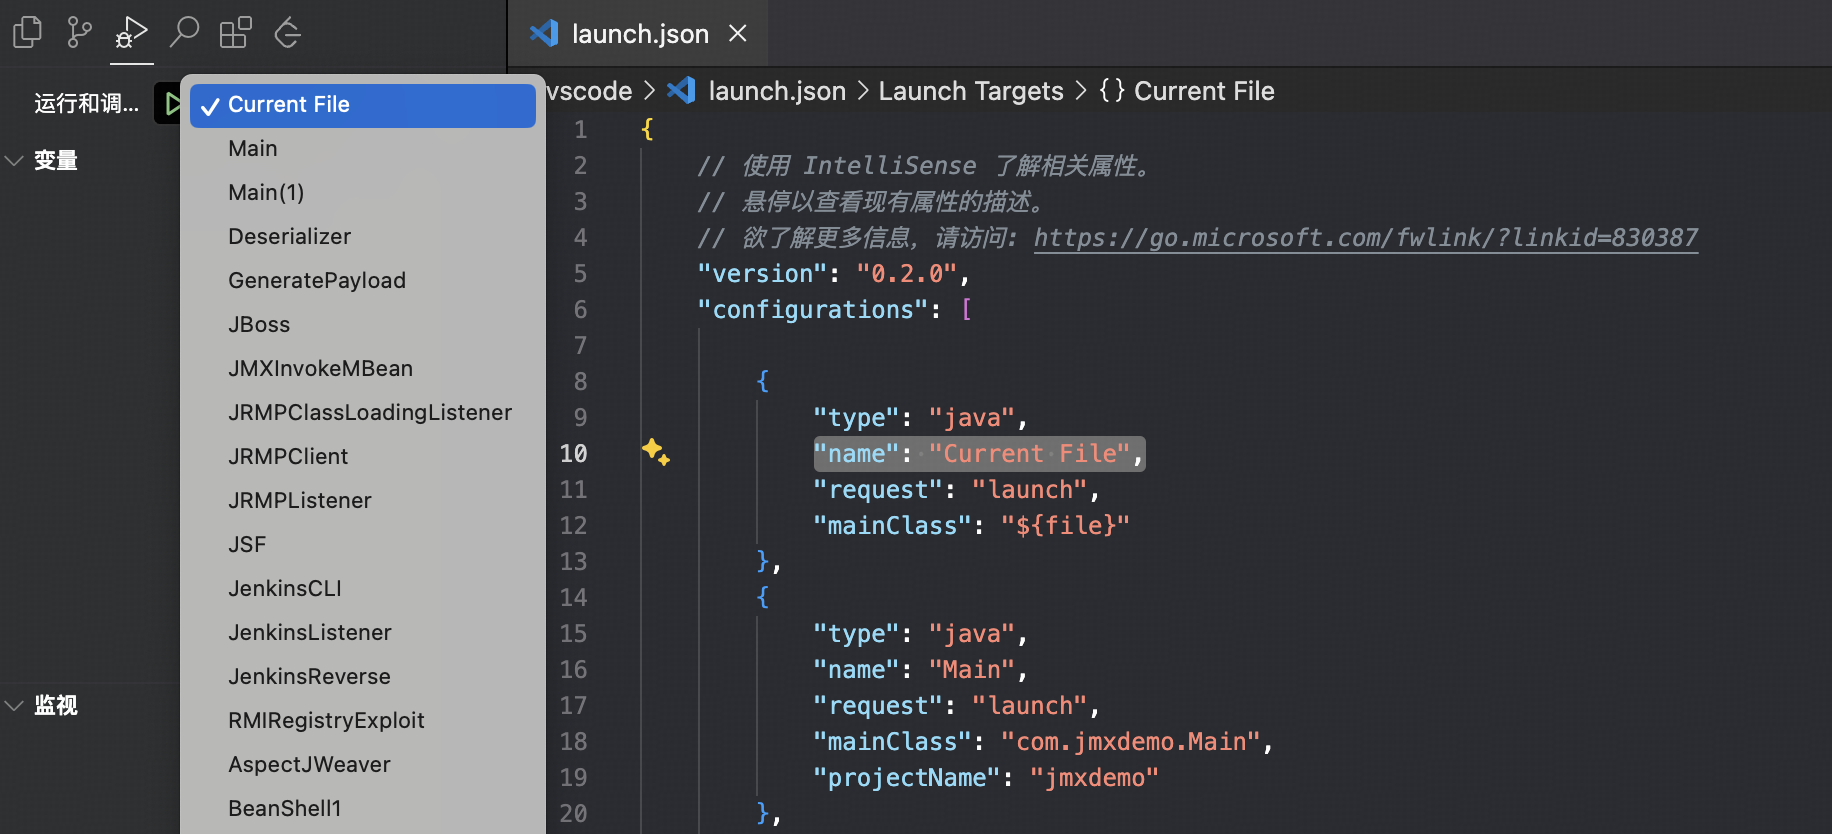 launch.json
运行和调...
Current File
Main
Main(1)
Deserializer
GeneratePayload
JBoss
JMXInvokeMBean
JRMPClassLoadingListener
JRMPClient
JRMPListener
JSF
JenkinsCLI
JenkinsListener
JenkinsReverse
RMIRegistryExploit
AspectJWeaver
BeanShell1
变量
监视
vscode > launch.json > Launch Targets > {} Current File
1 {
2 // 使用 IntelliSense 了解相关属性。
3 // 悬停以查看现有属性的描述。
4 // 欲了解更多信息，请访问: https://go.microsoft.com/fwlink/?linkid=830387
5 "version": "0.2.0",
6 "configurations": [
7
8 {
9 "type": "java",
10 "name": "Current File",
11 "request": "launch",
12 "mainClass": "${file}"
13 },
14 {
15 "type": "java",
16 "name": "Main",
17 "request": "launch",
18 "mainClass": "com.jmxdemo.Main",
19 "projectName": "jmxdemo"
20 },